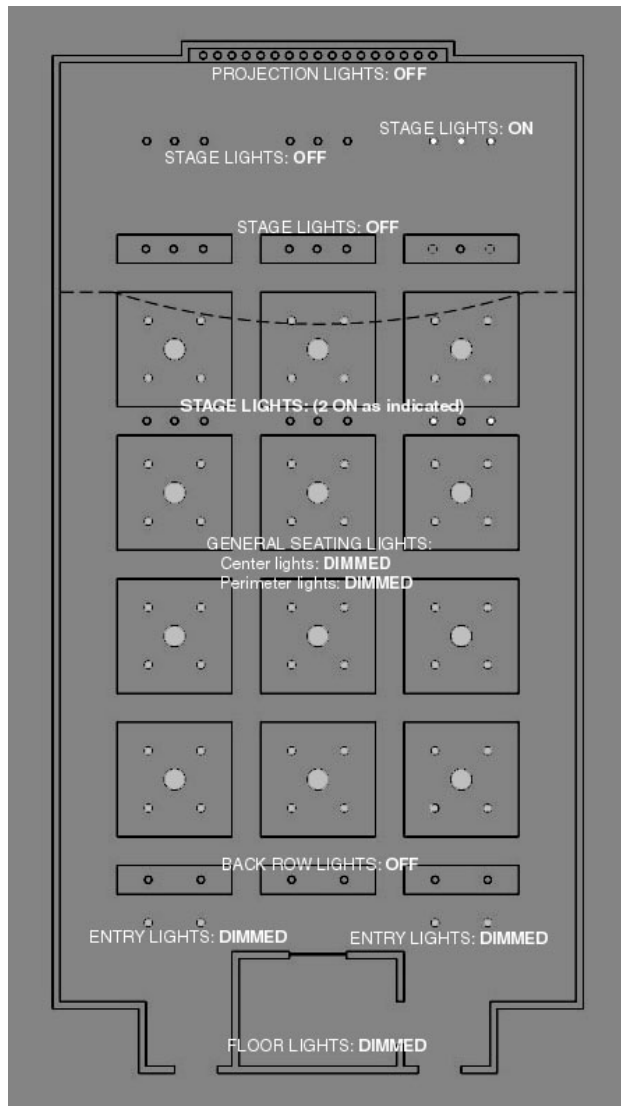 PROJECTION LIGHTS: OFF
STAGE LIGHTS: ON
STAGE LIGHTS: OFF
STAGE LIGHTS: OFF
STAGE LIGHTS: (2 ON as indicated)
GENERAL SEATING LIGHTS:
Center lights: DIMMED
Perimeter lights: DIMMED
BACK ROW LIGHTS: OFF
ENTRY LIGHTS: DIMMED
ENTRY LIGHTS: DIMMED
FLOOR LIGHTS: DIMMED